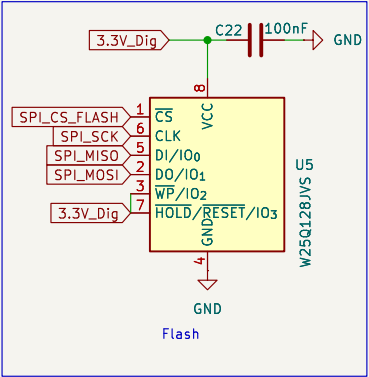 3.3V_Dig
C22 100nF
GND
8
VCC
SPI_CS_FLASH 1 CS
SPI_SCK 6 CLK
SPI_MISO 5 DI/IO0
SPI_MOSI 2 DO/IO1
3 WP/IO2
3.3V_Dig 7 HOLD/RESET/IO3
GND
4
U5
W25Q128JVS
GND
Flash